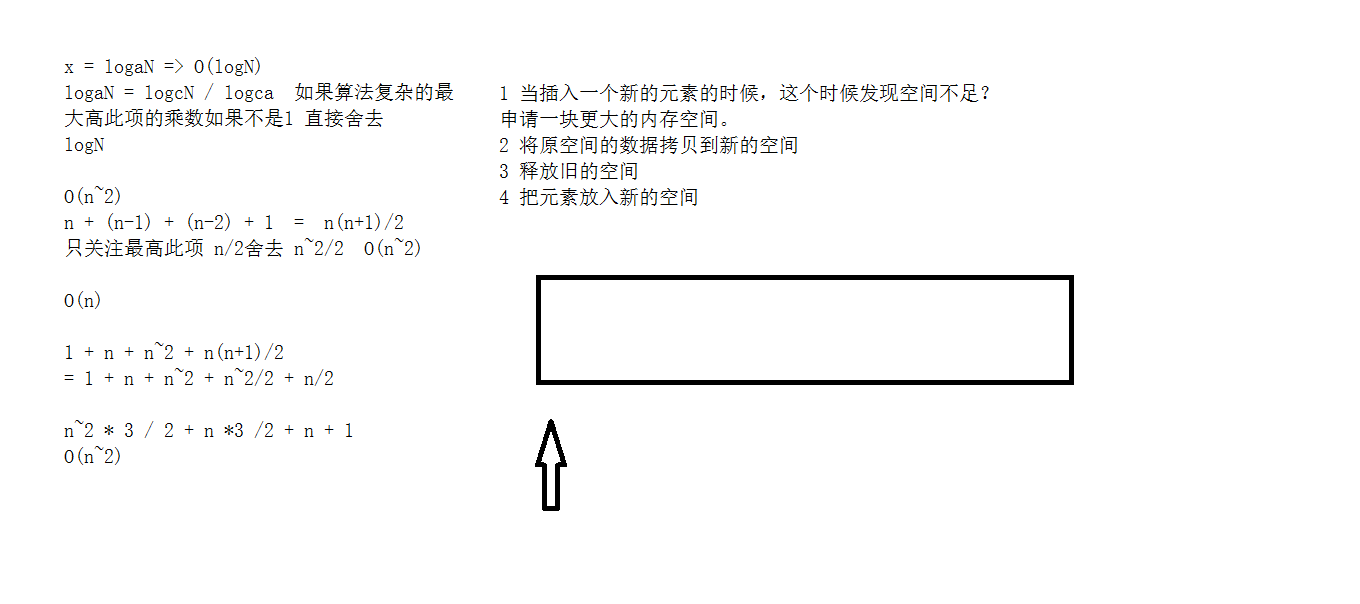 x = logaN => O(logN)
logaN = logcN / logca  如果算法复杂的最
大高此项的乘数如果不是1 直接舍去
logN
O(n~2)
n + (n-1) + (n-2) + 1  =  n(n+1)/2
只关注最高此项 n/2舍去 n~2/2  O(n~2)
O(n)
1 + n + n~2 + n(n+1)/2
= 1 + n + n~2 + n~2/2 + n/2
n~2 * 3 / 2 + n *3 /2 + n + 1
O(n~2)
1 当插入一个新的元素的时候，这个时候发现空间不足？
申请一块更大的内存空间。
2 将原空间的数据拷贝到新的空间
3 释放旧的空间
4 把元素放入新的空间